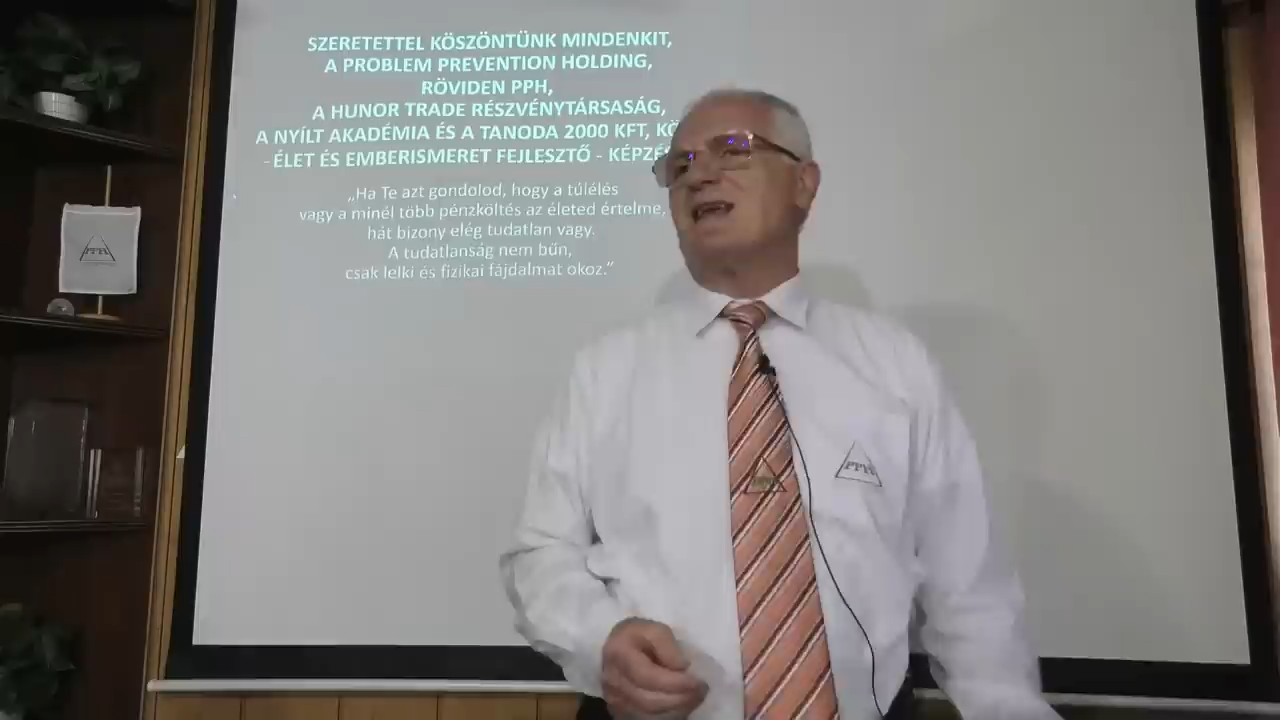 SZERETETTEL KÖSZÖNTÜNK MINDENKIT,
A PROBLEM PREVENTION HOLDING,
RÖVIDEN PPH,
A HUNOR TRADE RÉSZVÉNYTÁRSASÁG,
A NYÍLT AKADÉMIA ÉS A TANODA 2000 KFT,
- ÉLET ÉS EMBERISMERET FEJLESZTŐ -
„Ha Te azt gondolod, hogy a túlélés
vagy a minél több pénzköltés az életed értelme,
hát bizony elég tudatlan vagy.
A tudatlanság nem bűn,
csak lelki és fizikai fájdalmat okoz.”
PPH
PPH
PPH